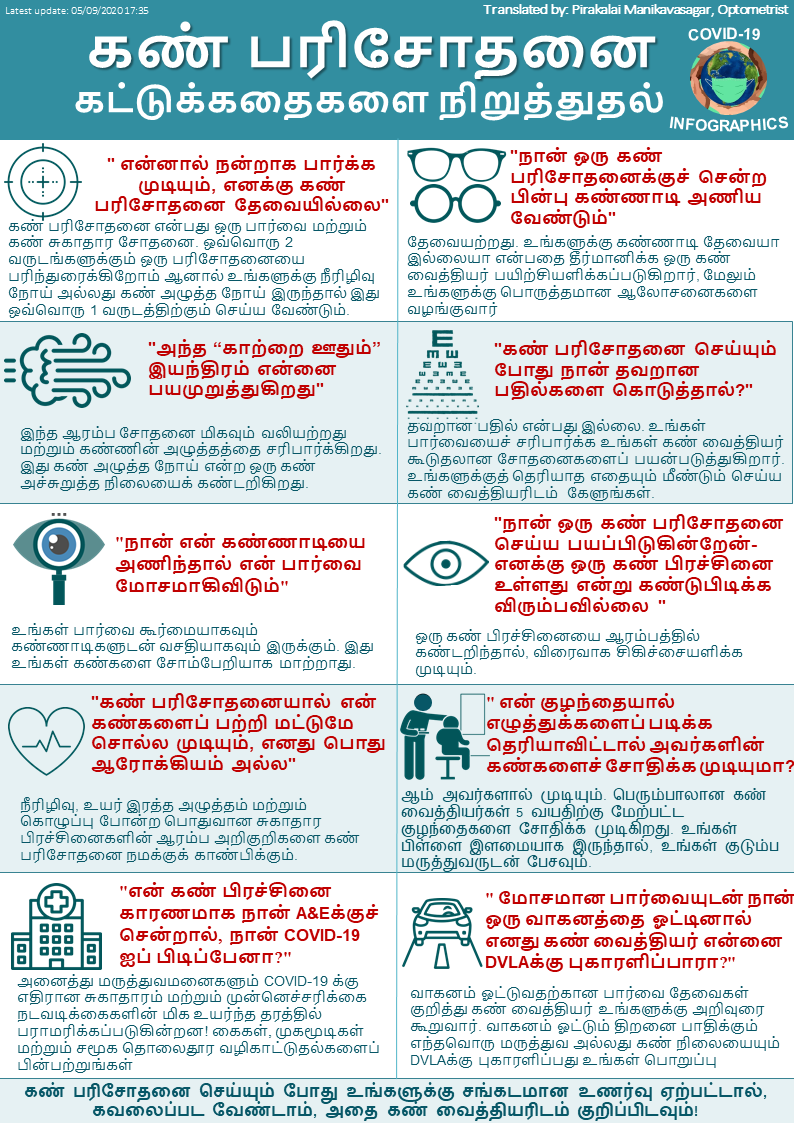 Latest update: 05/09/2020 17:35
Translated by: Pirakalai Manikavasagar, Optometrist
கண் பரிசோதனை
கட்டுக்கதைகளை நிறுத்துதல்
COVID-19
INFOGRAPHICS
" என்னால் நன்றாக பார்க்க
முடியும், எனக்கு கண்
பரிசோதனை தேவையில்லை"
கண் பரிசோதனை என்பது ஒரு பார்வை மற்றும்
கண் சுகாதார சோதனை. ஒவ்வொரு 2
வருடங்களுக்கும் ஒரு பரிசோதனையை
பரிந்துரைக்கிறோம் ஆனால் உங்களுக்கு நீரிழிவு
நோய் அல்லது கண் அழுத்த நோய் இருந்தால் இது
ஒவ்வொரு 1 வருடத்திற்கும் செய்ய வேண்டும்.
"நான் ஒரு கண்
பரிசோதனைக்குச் சென்ற
பின்பு கண்ணாடி அணிய
வேண்டும்"
தேவையற்றது. உங்களுக்கு கண்ணாடி தேவையா
இல்லையா என்பதை தீர்மானிக்க ஒரு கண்
வைத்தியர் பயிற்சியளிக்கப்படுகிறார், மேலும்
உங்களுக்கு பொருத்தமான ஆலோசனைகளை
வழங்குவார்
"அந்த “காற்றை ஊதும்”
இயந்திரம் என்னை
பயமுறுத்துகிறது"
இந்த ஆரம்ப சோதனை மிகவும் வலியற்றது
மற்றும் கண்ணின் அழுத்தத்தை சரிபார்க்கிறது.
இது கண் அழுத்த நோய் என்ற ஒரு கண்
அச்சுறுத்த நிலையைக் கண்டறிகிறது.
"கண் பரிசோதனை செய்யும்
போது நான் தவறான
பதில்களை கொடுத்தால்?"
தவறான பதில் என்பது இல்லை. உங்கள்
பார்வையைச் சரிபார்க்க உங்கள் கண் வைத்தியர்
கூடுதலான சோதனைகளைப் பயன்படுத்துகிறார்.
உங்களுக்குத் தெரியாத எதையும் மீண்டும் செய்ய
கண் வைத்தியரிடம் கேளுங்கள்.
"நான் என் கண்ணாடியை
அணிந்தால் என் பார்வை
மோசமாகிவிடும்"
உங்கள் பார்வை கூர்மையாகவும்
கண்ணாடிகளுடன் வசதியாகவும் இருக்கும். இது
உங்கள் கண்களை சோம்பேறியாக மாற்றாது.
"நான் ஒரு கண் பரிசோதனை
செய்ய பயப்பிடுகின்றேன்-
எனக்கு ஒரு கண் பிரச்சினை
உள்ளது என்று கண்டுபிடிக்க
விரும்பவில்லை "
ஒரு கண் பிரச்சினையை ஆரம்பத்தில்
கண்டறிந்தால், விரைவாக சிகிச்சையளிக்க
முடியும்.
"கண் பரிசோதனையால் என்
கண்களைப் பற்றி மட்டுமே
சொல்ல முடியும், எனது பொது
ஆரோக்கியம் அல்ல"
நீரிழிவு, உயர் இரத்த அழுத்தம் மற்றும்
கொழுப்பு போன்ற பொதுவான சுகாதார
பிரச்சினைகளின் ஆரம்ப அறிகுறிகளை கண்
பரிசோதனை நமக்குக் காண்பிக்கும்.
" என் குழந்தையால்
எழுத்துக்களைப் படிக்க
தெரியாவிட்டால் அவர்களின்
கண்களைச் சோதிக்க முடியுமா?
ஆம் அவர்களால் முடியும். பெரும்பாலான கண்
வைத்தியர்கள் 5 வயதிற்கு மேற்பட்ட
குழந்தைகளை சோதிக்க முடிகிறது. உங்கள்
பிள்ளை இளமையாக இருந்தால், உங்கள் குடும்ப
மருத்துவருடன் பேசவும்.
"என் கண் பிரச்சினை
காரணமாக நான் A&Eக்குச்
சென்றால், நான் COVID-19
ஐப் பிடிப்பேனா?"
அனைத்து மருத்துவமனைகளும் COVID-19 க்கு
எதிரான சுகாதாரம் மற்றும் முன்னெச்சரிக்கை
நடவடிக்கைகளின் மிக உயர்ந்த தரத்தில்
பராமரிக்கப்படுகின்றன! கைகள், முகமூடிகள்
மற்றும் சமூக தொலைதூர வழிகாட்டுதல்களைப்
பின்பற்றுங்கள்
" மோசமான பார்வையுடன் நான்
ஒரு வாகனத்தை ஓட்டினால்
எனது கண் வைத்தியர் என்னை
DVLAக்கு புகாரளிப்பாரா?"
வாகனம் ஓட்டுவதற்கான பார்வை தேவைகள்
குறித்து கண் வைத்தியர் உங்களுக்கு அறிவுரை
கூறுவார். வாகனம் ஓட்டும் திறனை பாதிக்கும்
எந்தவொரு மருத்துவ அல்லது கண் நிலையையும்
DVLAக்கு புகாரளிப்பது உங்கள் பொறுப்பு
கண் பரிசோதனை செய்யும் போது உங்களுக்கு சங்கடமான உணர்வு ஏற்பட்டால்,
கவலைப்பட வேண்டாம், அதை கண் வைத்தியரிடம் குறிப்பிடவும்!